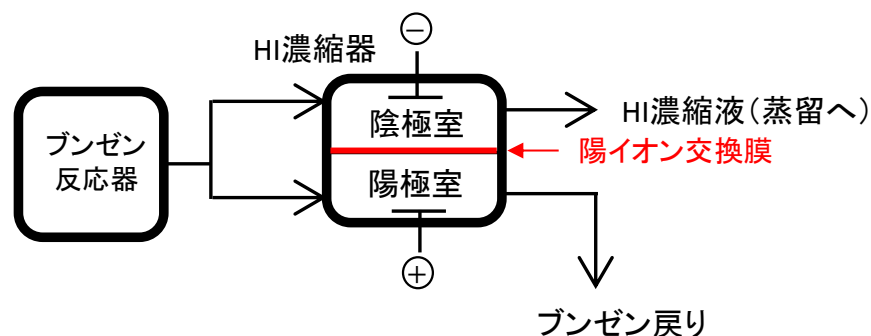 HI濃縮器
⊖
ブンゼン
反応器
陰極室
陽極室
HI濃縮液(蒸留へ)
陽イオン交換膜
⊕
ブンゼン戻り